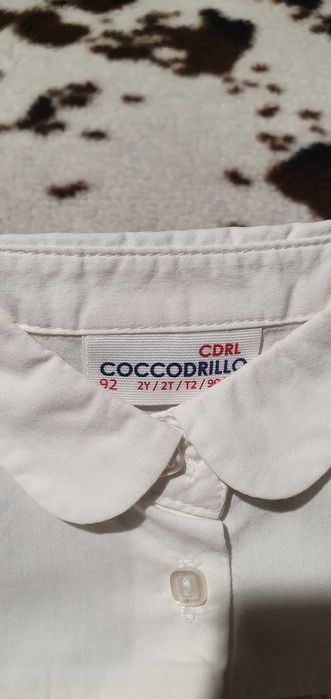 CDRL
COCCODRILLO
92 2Y / 2T / T2 / 90